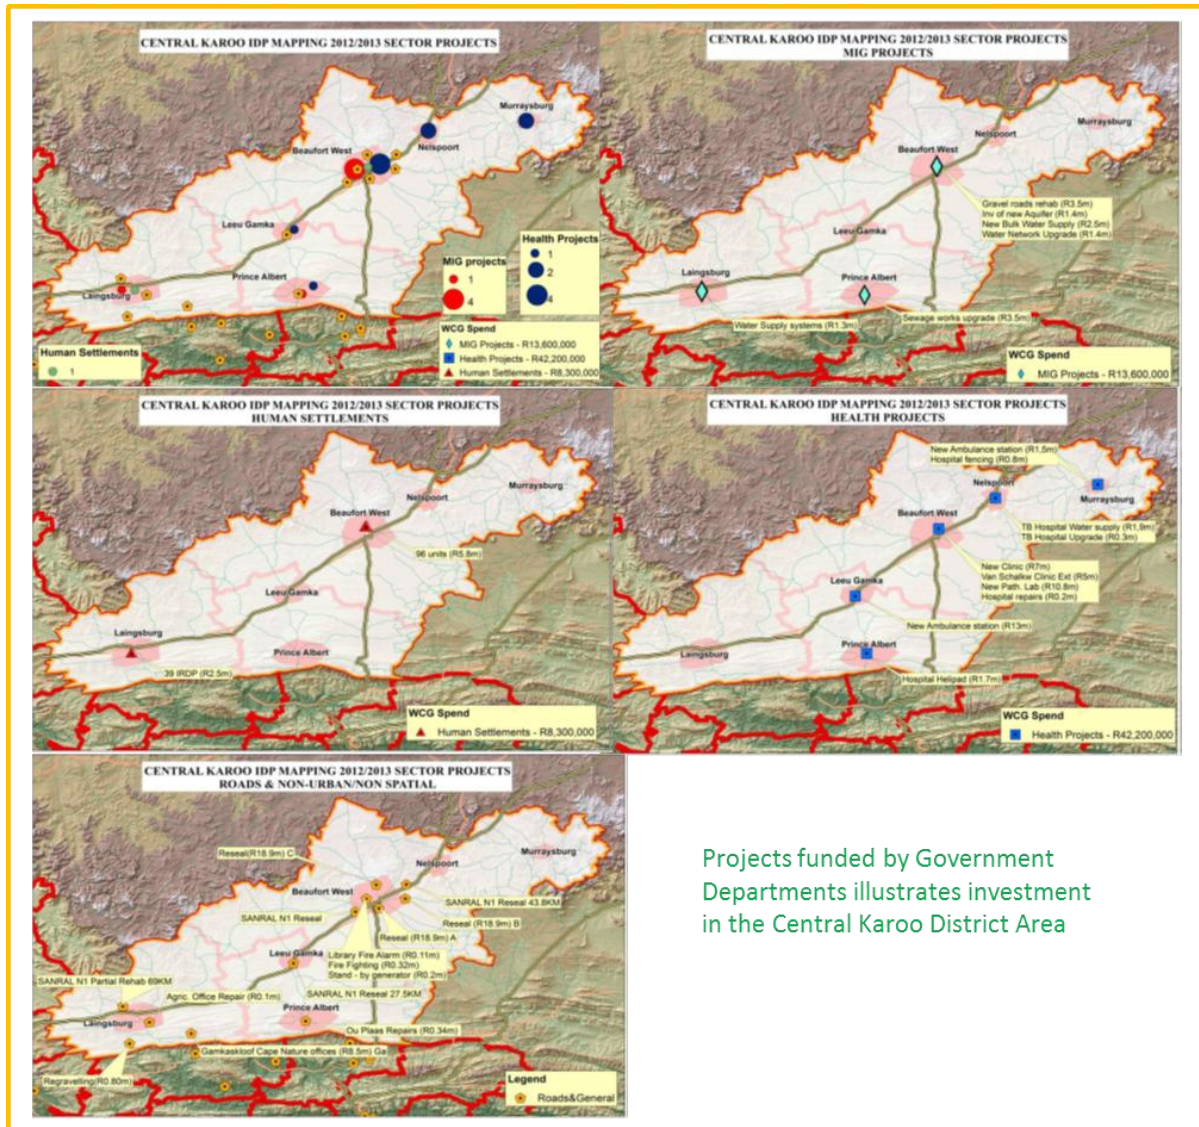 CENTRAL KAROO IDP MAPPING 2012/2013 SECTOR PROJECTS
Murraysburg
Nelspoort
Beaufort West
Leeu Gamka
Prince Albert
Laingsburg
Health Projects
1
2
4
MIG projects
1
4
WCG Spend
MIG Projects - R13,600,000
Health Projects - R42,200,000
Human Settlements - R8,300,000
Human Settlements
1
CENTRAL KAROO IDP MAPPING 2012/2013 SECTOR PROJECTS
MIG PROJECTS
Murraysburg
Nelspoort
Beaufort West
Gravel roads rehab (R3.5m)
Inv of new Aquifer (R1.4m)
New Bulk Water Supply (R2.5m)
Water Network Upgrade (R1.4m)
Leeu Gamka
Laingsburg
Prince Albert
Sewage works upgrade (R3.5m)
Water Supply systems (R1.3m)
WCG Spend
MIG Projects - R13,600,000
CENTRAL KAROO IDP MAPPING 2012/2013 SECTOR PROJECTS
HUMAN SETTLEMENTS
Murraysburg
Nelspoort
Beaufort West
96 units (R5.8m)
Leeu Gamka
Laingsburg
Prince Albert
39 IRDP (R2.5m)
WCG Spend
Human Settlements - R8,300,000
CENTRAL KAROO IDP MAPPING 2012/2013 SECTOR PROJECTS
HEALTH PROJECTS
New Ambulance station (R1,5m)
Hospital fencing (R0.8m)
Nelspoort
Murraysburg
Beaufort West
TB Hospital Water supply (R1,9m)
TB Hospital Upgrade (R0.3m)
New Clinic (R7m)
Van Schalkw Clinic Ext (R5m)
New Path. Lab (R10.8m)
Hospital repairs (R0.2m)
Leeu Gamka
New Ambulance station (R13m)
Prince Albert
Laingsburg
Hospital Helipad (R1.7m)
WCG Spend
Health Projects - R42,200,000
CENTRAL KAROO IDP MAPPING 2012/2013 SECTOR PROJECTS
ROADS & NON-URBAN/NON SPATIAL
Reseal(R18.9m) C
Murraysburg
Nelspoort
Beaufort West
SANRAL N1 Reseal 43.8KM
SANRAL N1 Reseal
Reseal (R18.9m) B
Reseal (R18.9m) A
Leeu Gamka
Library Fire Alarm (R0.11m)
Fire Fighting (R0.32m)
Stand - by generator (R0.2m)
SANRAL N1 Partial Rehab 69KM
Agric. Office Repair (R0.1m)
SANRAL N1 Reseal 27.5KM
Prince Albert
Laingsburg
Ou Plaas Repairs (R0.34m)
Gamkaskloof Cape Nature offices (R8.5m) Ga
Regravelling(R0.80m)
Legend
Roads&General
Projects funded by Government
Departments illustrates investment
in the Central Karoo District Area